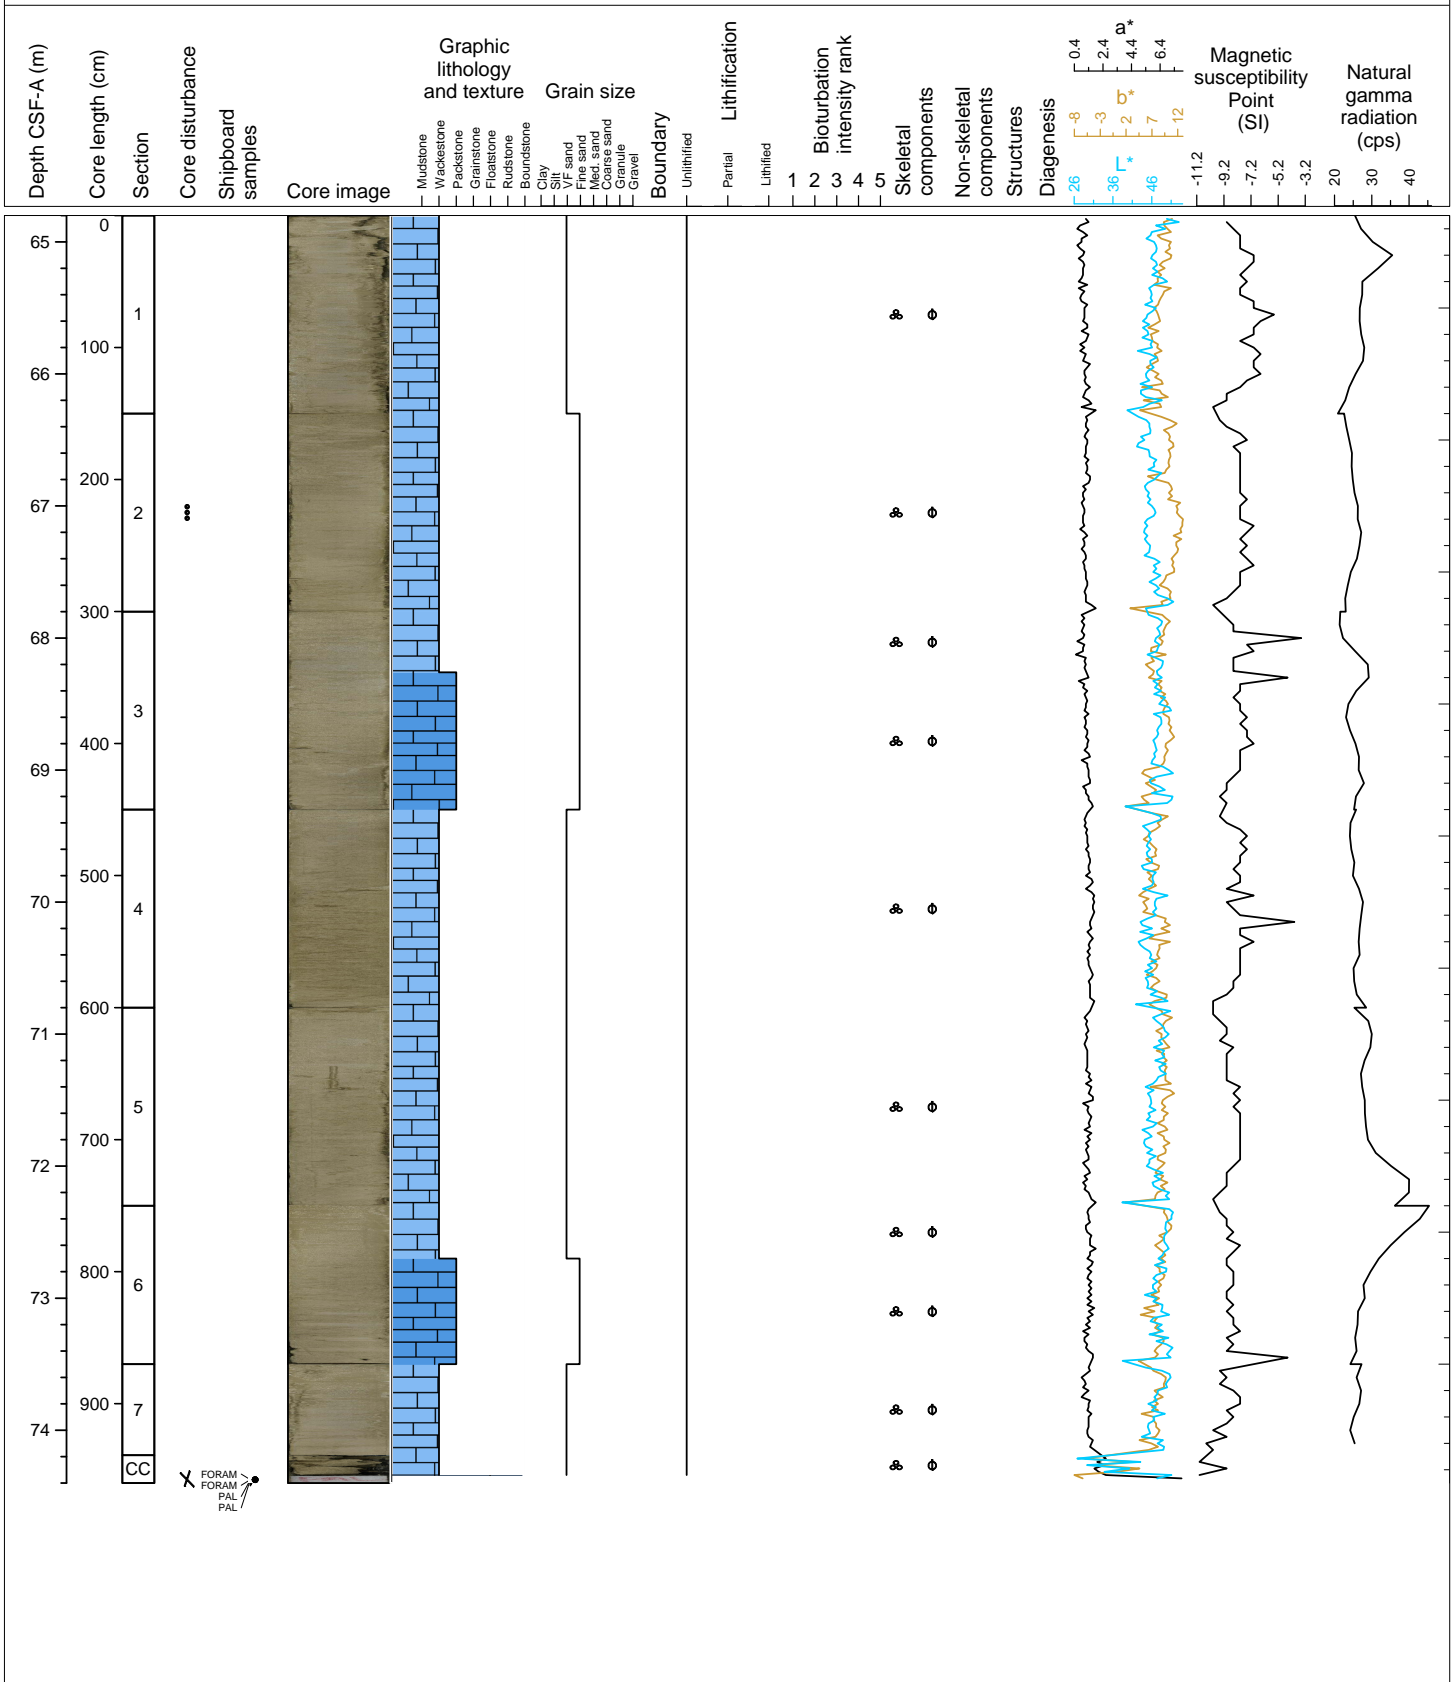 Depth CSF-A (m)
Core length (cm)
Section
Core disturbance
Shipboard
samples
Core image
Graphic
lithology
and texture
Mudstone
Wackestone
Packstone
Grainstone
Floatstone
Rudstone
Boundstone
Grain size
Clay
Silt
VF sand
Fine sand
Med. sand
Coarse sand
Granule
Gravel
Boundary
Lithification
Unlithified
Partial
Lithified
Bioturbation
intensity rank
1 2 3 4 5
Skeletal
components
Non-skeletal
components
Structures
Diagenesis
a*
0.4 2.4 4.4 6.4
b*
-8 -3 2 7 12
L*
26 36 46
Magnetic
susceptibility
Point
(SI)
-11.2 -9.2 -7.2 -5.2 -3.2
Natural
gamma
radiation
(cps)
20 30 40
0
65
1
100
66
200
67
2
300
68
3
400
69
500
70
4
600
71
5
700
72
800
6
73
900
7
74
CC
FORAM
FORAM
PAL
PAL